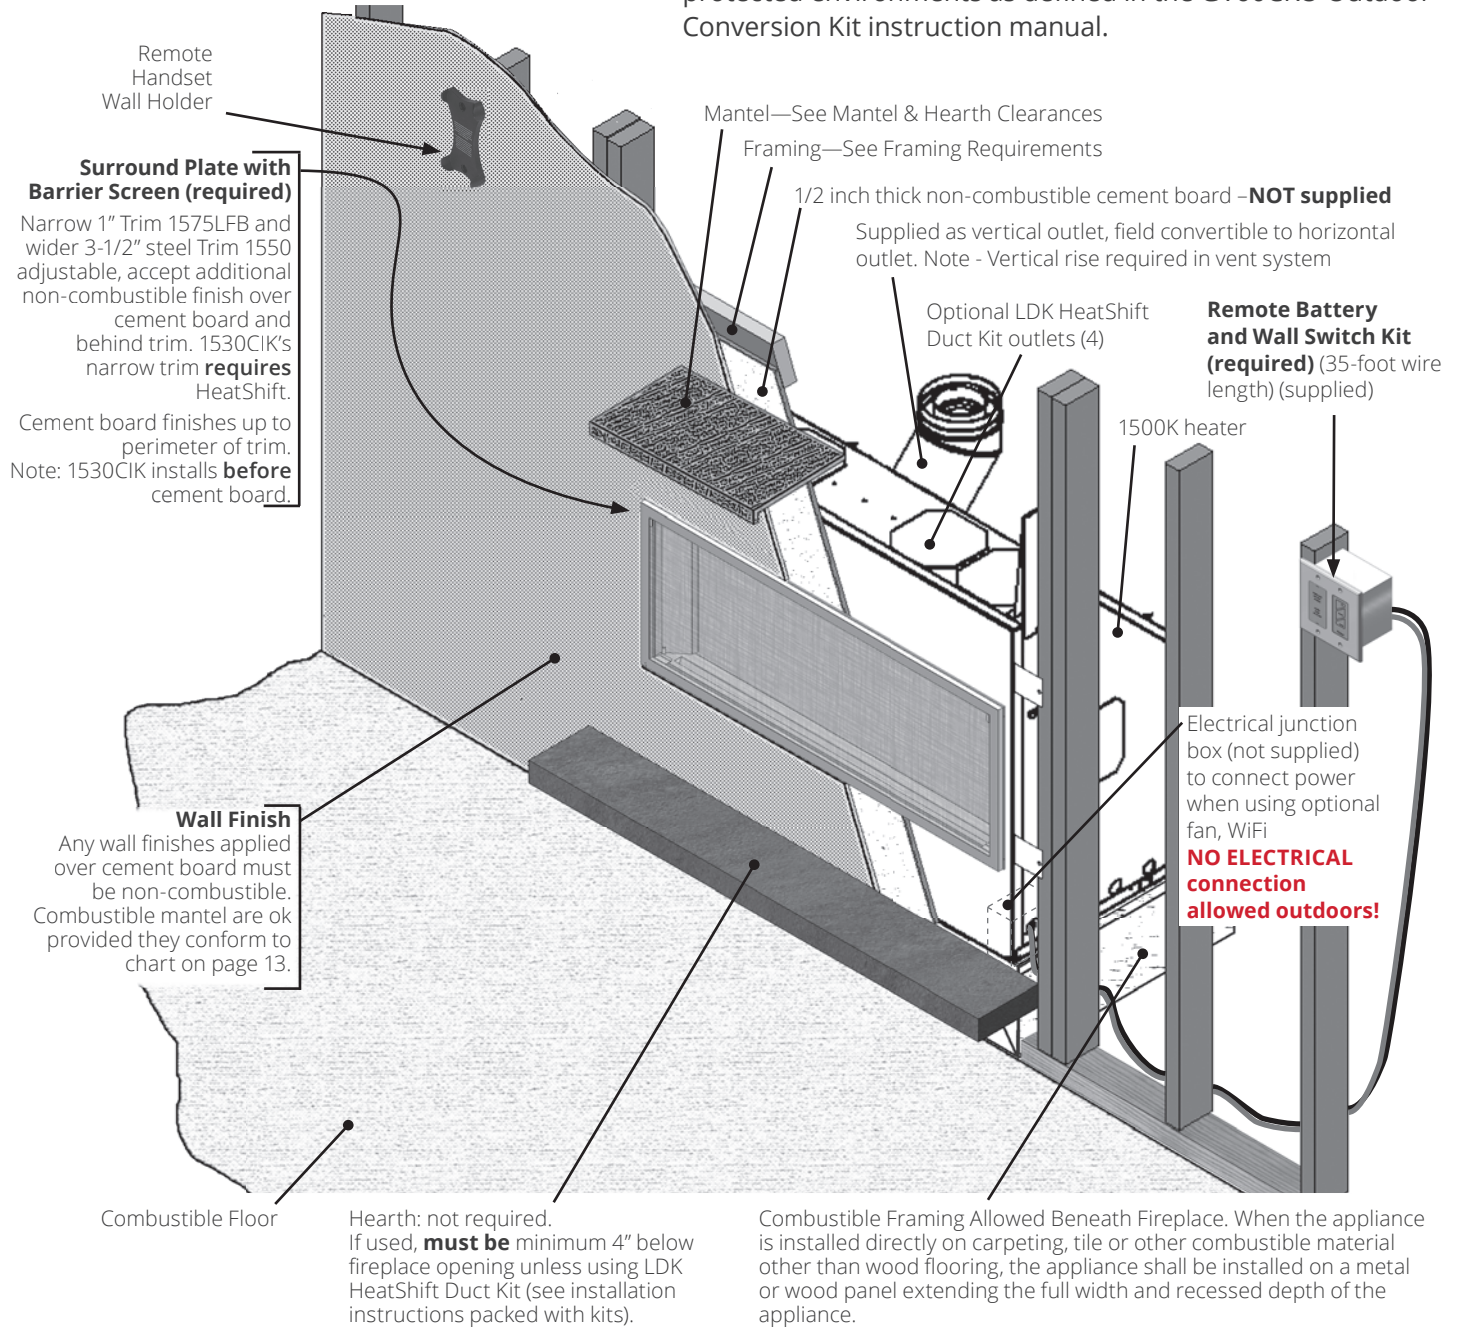 Conversion Kit instruction manual.
Remote
Handset
Wall Holder
Mantel—See Mantel & Hearth Clearances
Framing—See Framing Requirements
1/2 inch thick non-combustible cement board –NOT supplied
Supplied as vertical outlet, field convertible to horizontal
outlet. Note - Vertical rise required in vent system
Optional LDK HeatShift
Duct Kit outlets (4)
Remote Battery
and Wall Switch Kit
(required) (35-foot wire
length) (supplied)
1500K heater
Surround Plate with
Barrier Screen (required)
Narrow 1” Trim 1575LFB and
wider 3-1/2” steel Trim 1550
adjustable, accept additional
non-combustible finish over
cement board and
behind trim. 1530CIK’s
narrow trim requires
HeatShift.
Cement board finishes up to
perimeter of trim.
Note: 1530CIK installs before
cement board.
Electrical junction
box (not supplied)
to connect power
when using optional
fan, WiFi
NO ELECTRICAL
connection
allowed outdoors!
Wall Finish
Any wall finishes applied
over cement board must
be non-combustible.
Combustible mantel are ok
provided they conform to
chart on page 13.
Combustible Floor
Hearth: not required.
If used, must be minimum 4” below
fireplace opening unless using LDK
HeatShift Duct Kit (see installation
instructions packed with kits).
Combustible Framing Allowed Beneath Fireplace. When the appliance
is installed directly on carpeting, tile or other combustible material
other than wood flooring, the appliance shall be installed on a metal
or wood panel extending the full width and recessed depth of the
appliance.